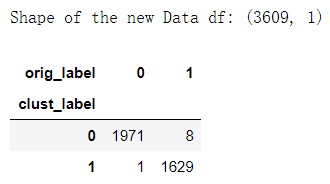 Shape of the new Data df: (3609, 1)
orig_label 0 1
clust_label
0 1971 8
1 1 1629